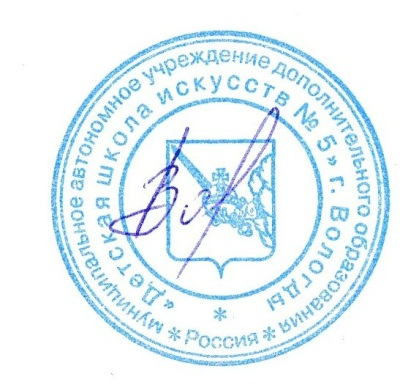 муниципальное автономное учреждение дополнительного образования
* Россия *
«Детская школа искусств № 5» г. Вологды
*